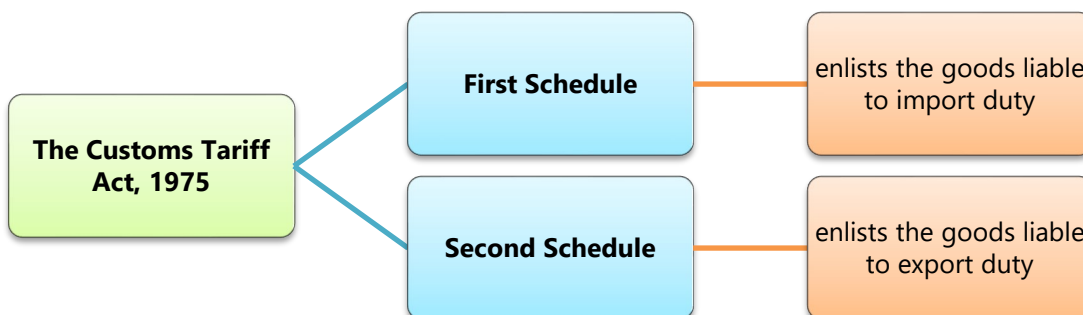 The Customs Tariff
Act, 1975
First Schedule
enlists the goods liable
to import duty
Second Schedule
enlists the goods liable
to export duty